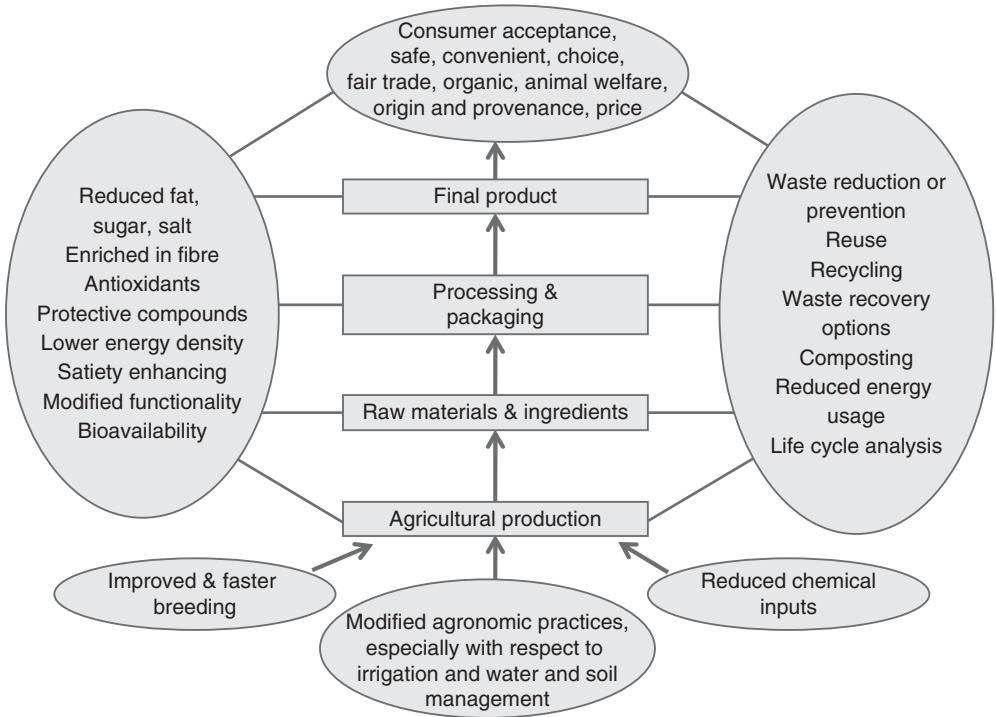 Consumer acceptance,
safe, convenient, choice,
fair trade, organic, animal welfare,
origin and provenance, price
Reduced fat,
sugar, salt
Enriched in fibre
Antioxidants
Protective compounds
Lower energy density
Satiety enhancing
Modified functionality
Bioavailability
Final product
Processing &
packaging
Raw materials & ingredients
Agricultural production
Waste reduction or
prevention
Reuse
Recycling
Waste recovery
options
Composting
Reduced energy
usage
Life cycle analysis
Improved & faster
breeding
Modified agronomic practices,
especially with respect to
irrigation and water and soil
management
Reduced chemical
inputs